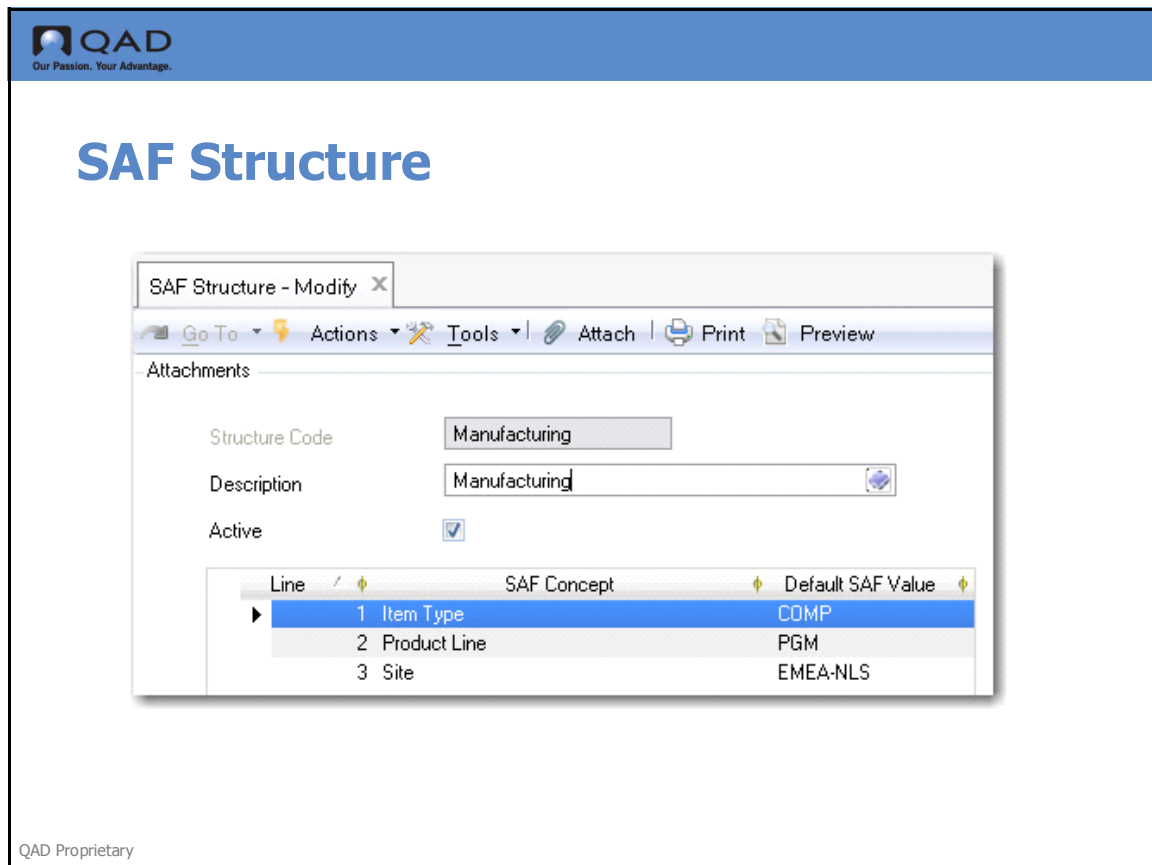 QAD
Our Passion. Your Advantage.
SAF Structure
SAF Structure - Modify
Go To Actions Tools Attach Print Preview
Attachments
Structure Code Manufacturing
Description Manufacturing
Active
Line SAF Concept Default SAF Value
1 Item Type COMP
2 Product Line PGM
3 Site EMEA-NLS
QAD Proprietary